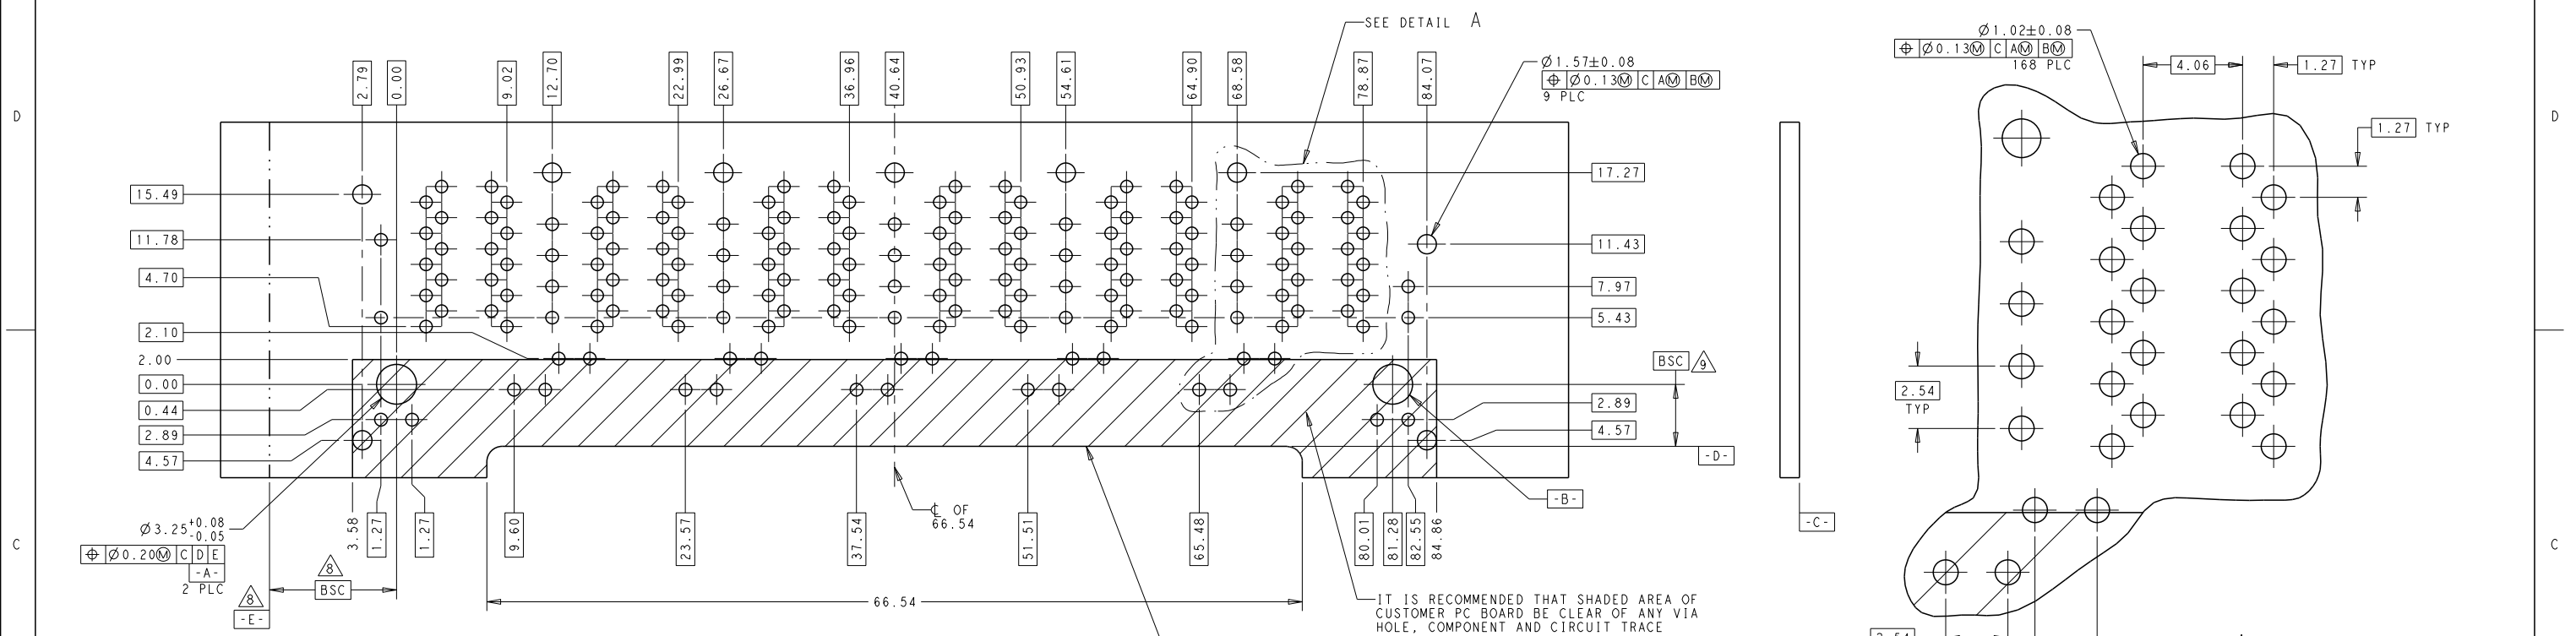 SEE DETAIL A
Ø1.02±0.08
⌖ Ø0.13Ⓜ C AⓂ BⓂ
168 PLC
4.06
1.27 TYP
1.27 TYP
2.54
TYP
D
D
2.79
0.00
9.02
12.70
22.99
26.67
36.96
40.64
50.93
54.61
64.90
68.58
78.87
84.07
Ø1.57±0.08
⌖ Ø0.13Ⓜ C AⓂ BⓂ
9 PLC
15.49
11.78
4.70
2.10
2.00
0.00
0.44
2.89
4.57
17.27
11.43
7.97
5.43
BSC 9
2.89
4.57
-D-
-B-
-C-
C
C
Ø3.25 +0.08
-0.05
⌖ Ø0.20Ⓜ C D E
-A-
2 PLC
8
-E-
8
BSC
3.58
1.27
1.27
9.60
23.57
37.54
℄ OF
66.54
51.51
65.48
80.01
81.28
82.55
84.86
66.54
IT IS RECOMMENDED THAT SHADED AREA OF
CUSTOMER PC BOARD BE CLEAR OF ANY VIA
HOLE, COMPONENT AND CIRCUIT TRACE
2.54